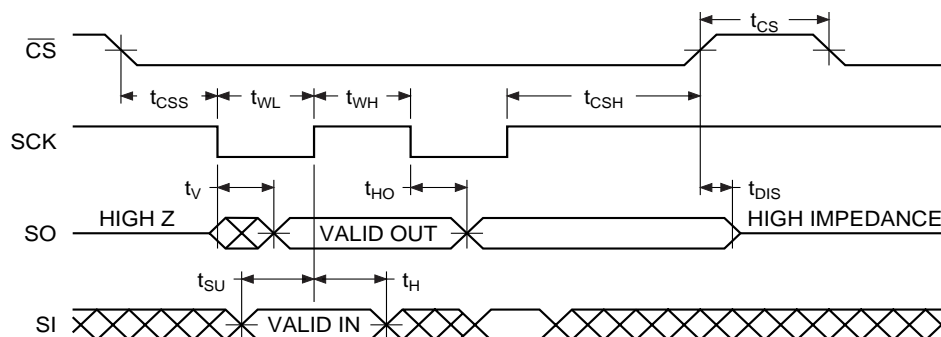 tCS
CS
tCSS tWL tWH tCSH
SCK
tV tHO tDIS
HIGH Z HIGH IMPEDANCE
SO VALID OUT
tSU tH
SI VALID IN